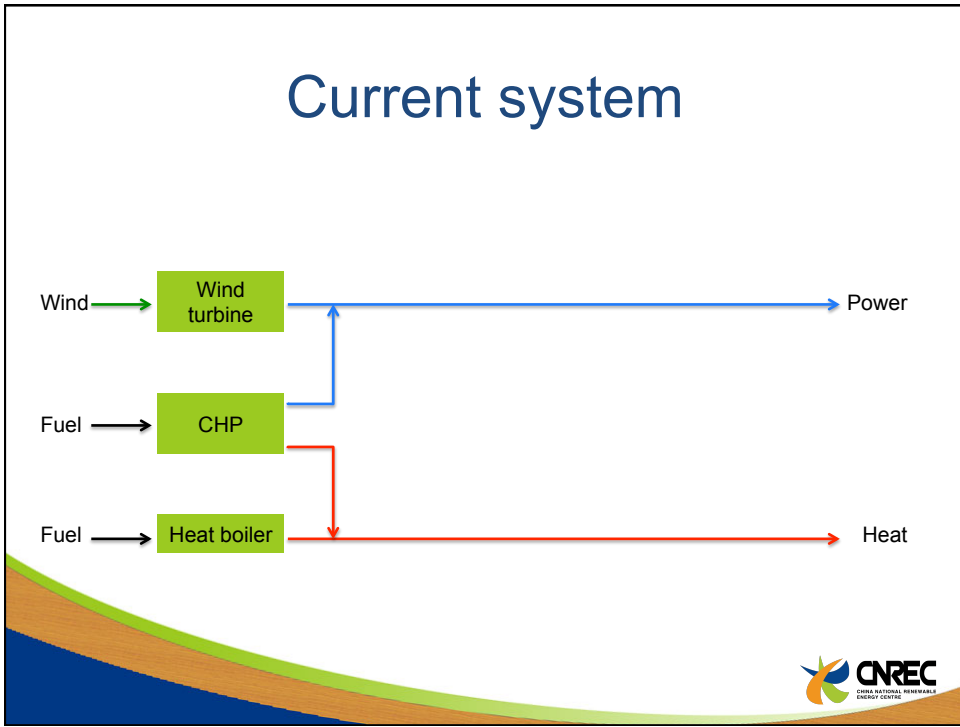 Current system
Wind
Wind
turbine
Power
Fuel
CHP
Fuel
Heat boiler
Heat
CNREC
CHINA NATIONAL RENEWABLE
ENERGY CENTRE